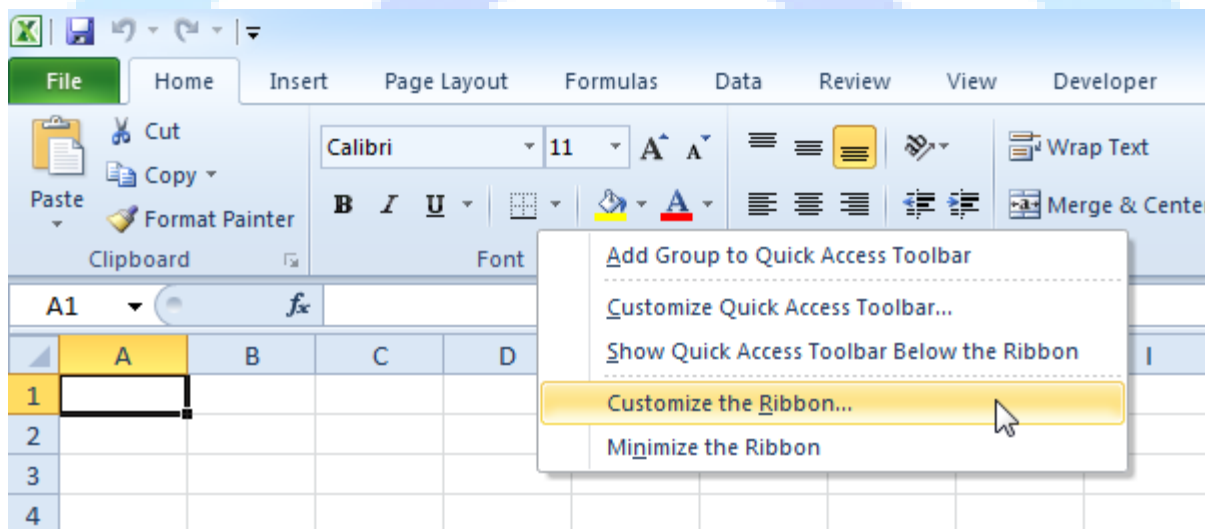 File Home Insert Page Layout Formulas Data Review View Developer
Cut
Calibri 11 A A Wrap Text
Copy
Paste
B I U A Merge & Cente
Format Painter
Clipboard Font
Add Group to Quick Access Toolbar
A1 fx
Customize Quick Access Toolbar...
Show Quick Access Toolbar Below the Ribbon
A B C D I
1
Customize the Ribbon...
2
Minimize the Ribbon
3
4